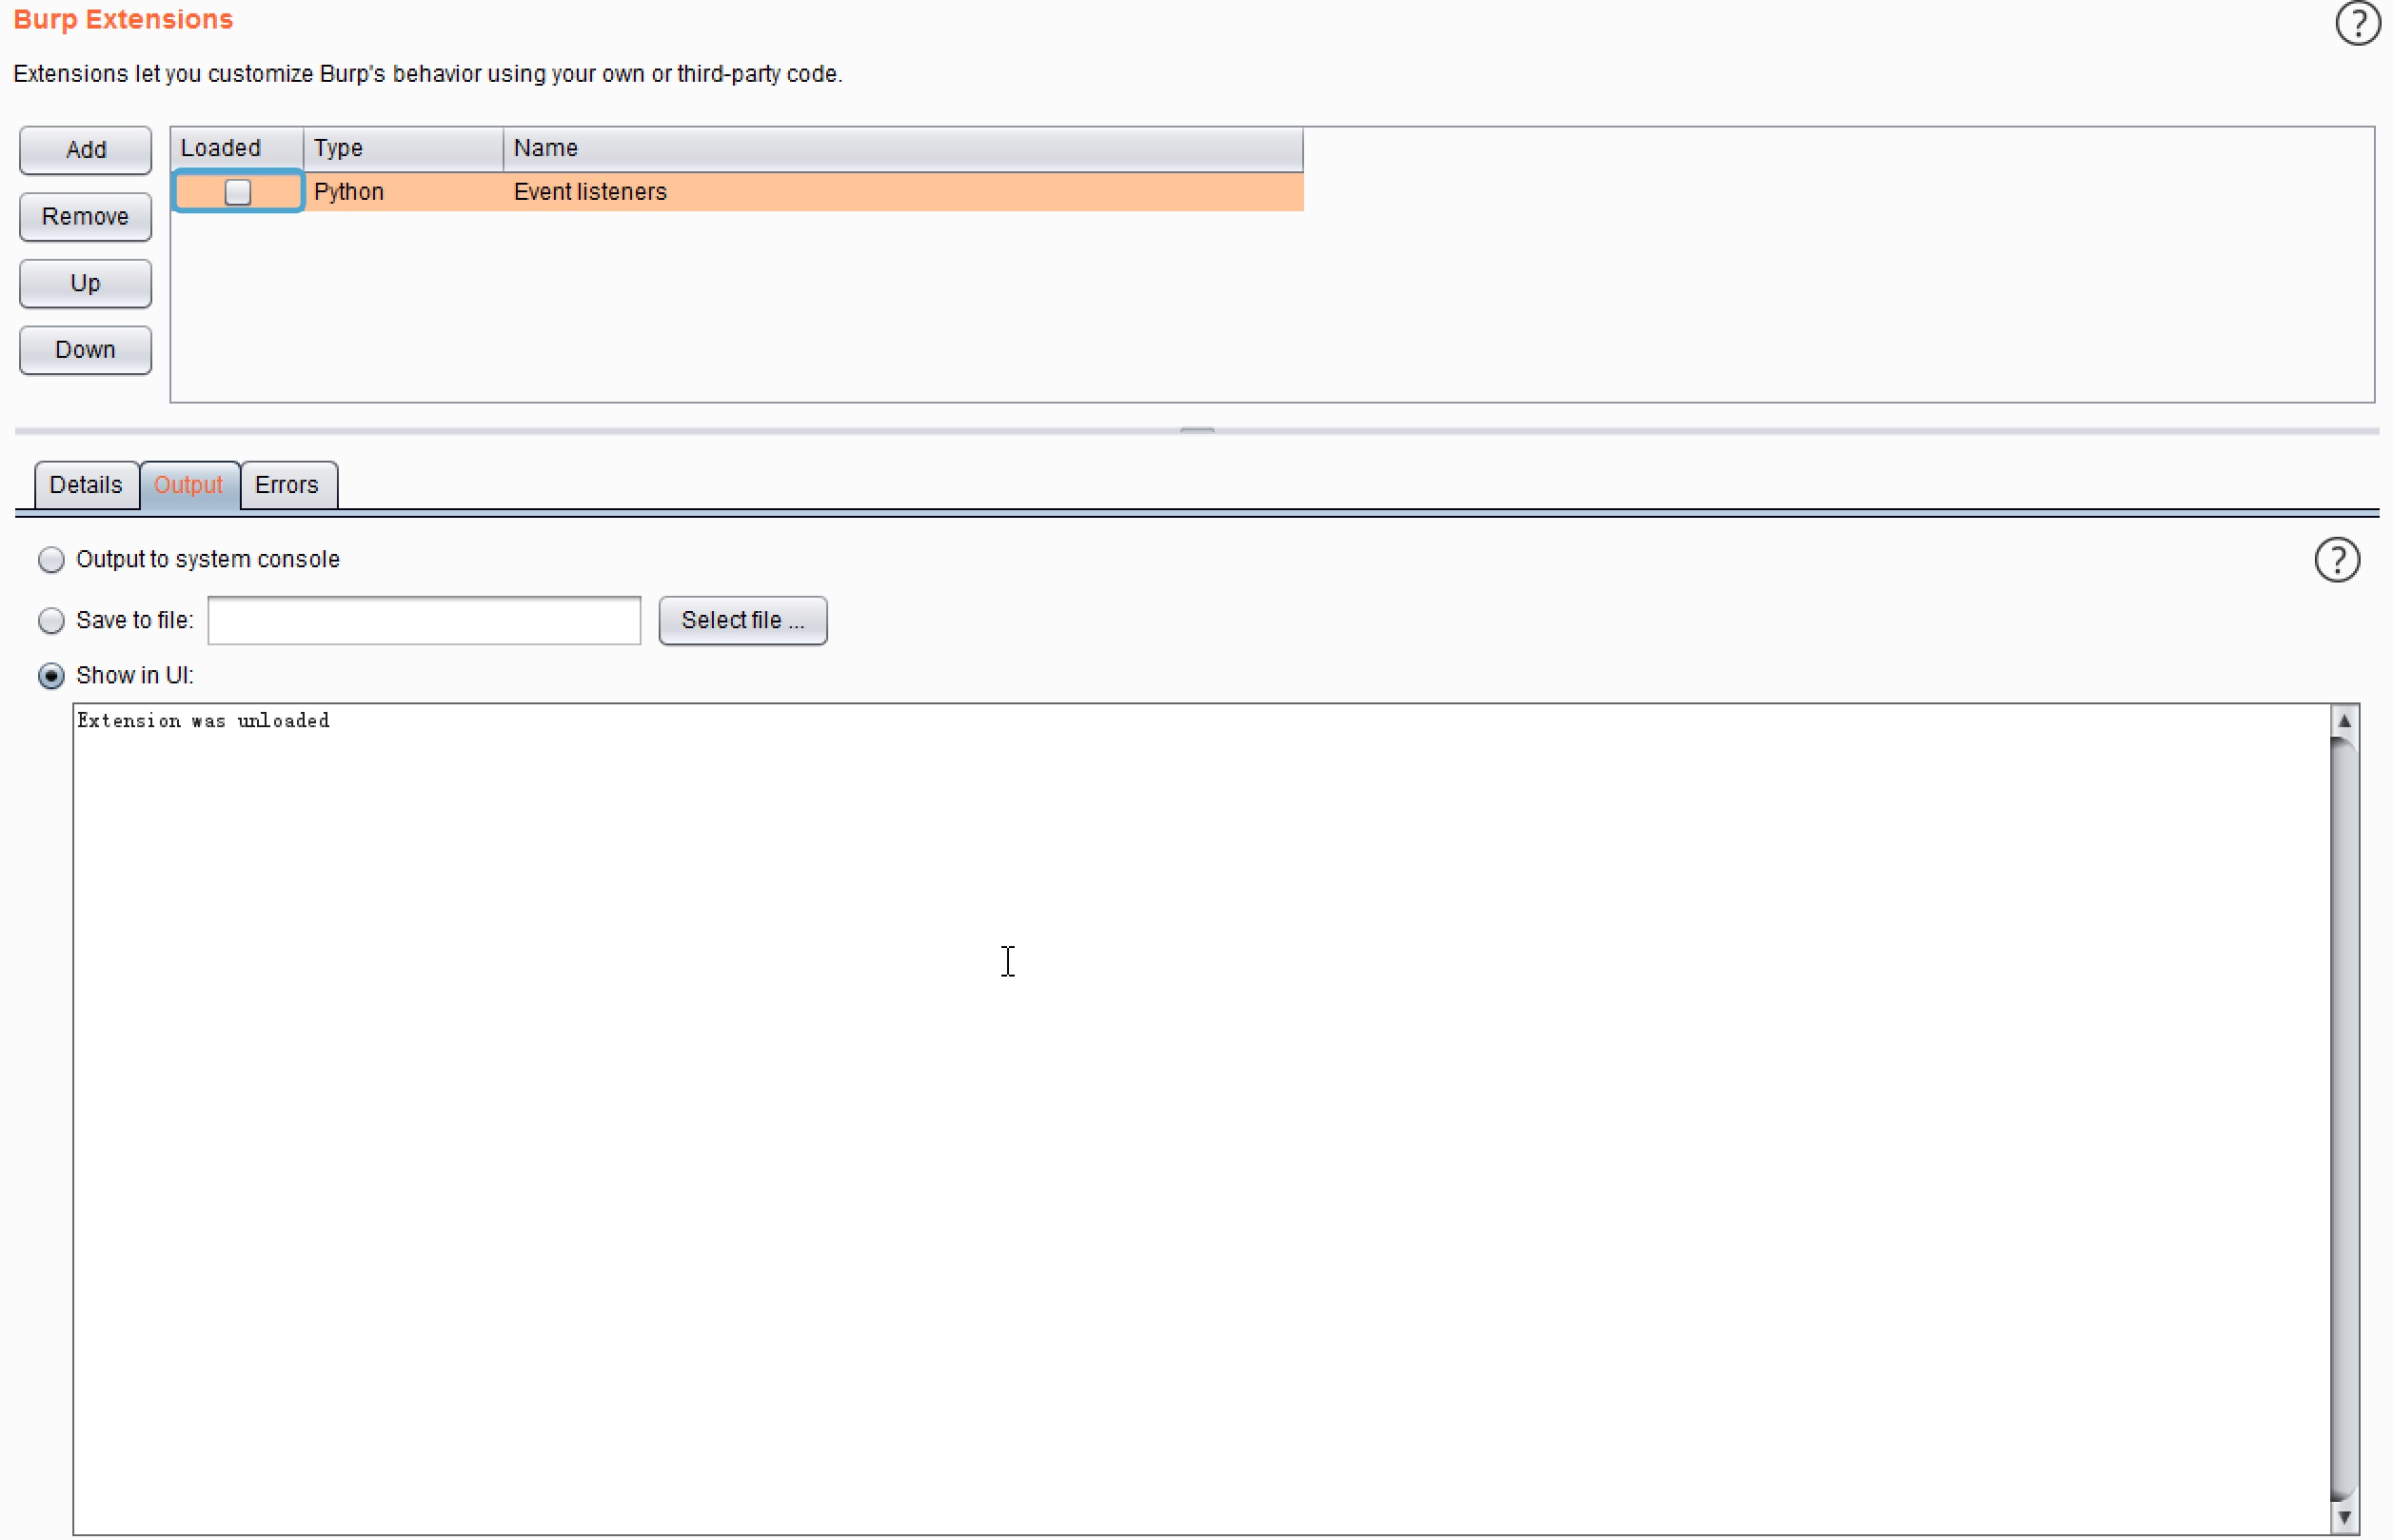 Burp Extensions
?
Extensions let you customize Burp's behavior using your own or third-party code.
Add
Remove
Up
Down
Loaded Type Name
Python Event listeners
Details Output Errors
Output to system console
?
Save to file: Select file ...
Show in UI:
Extension was unloaded